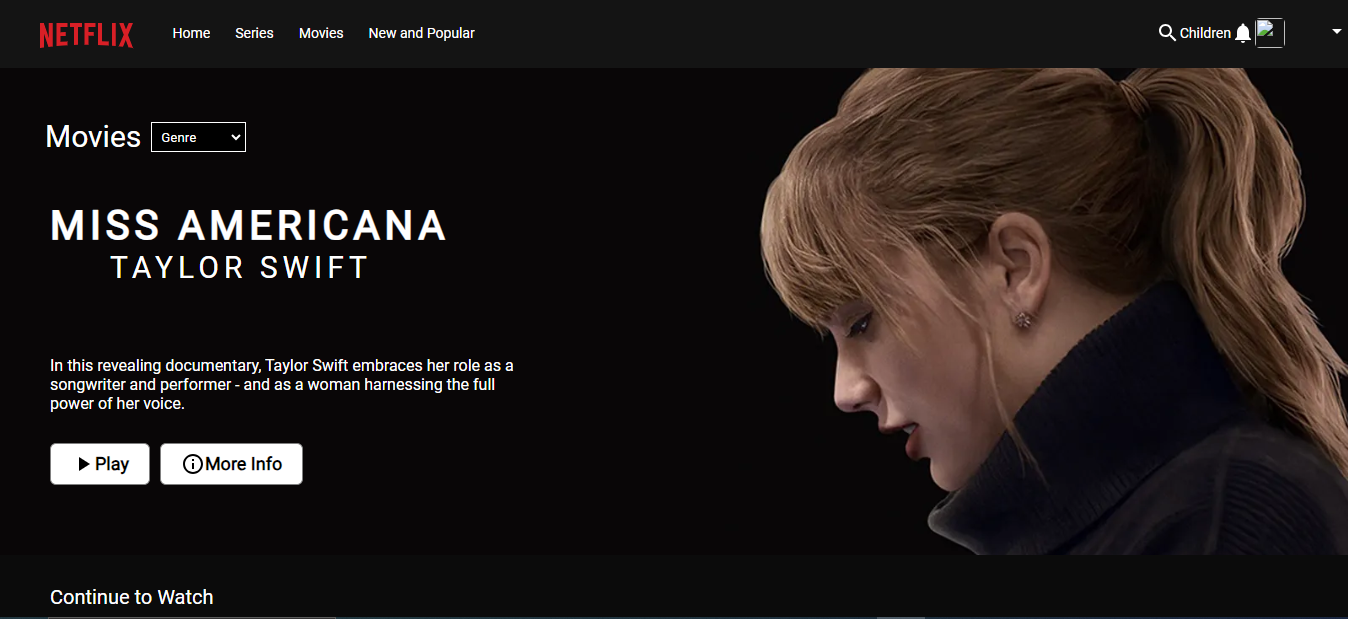 NETFLIX Home Series Movies New and Popular Children
Movies Genre
MISS AMERICANA
TAYLOR SWIFT
In this revealing documentary, Taylor Swift embraces her role as a
songwriter and performer - and as a woman harnessing the full
power of her voice.
Play More Info
Continue to Watch